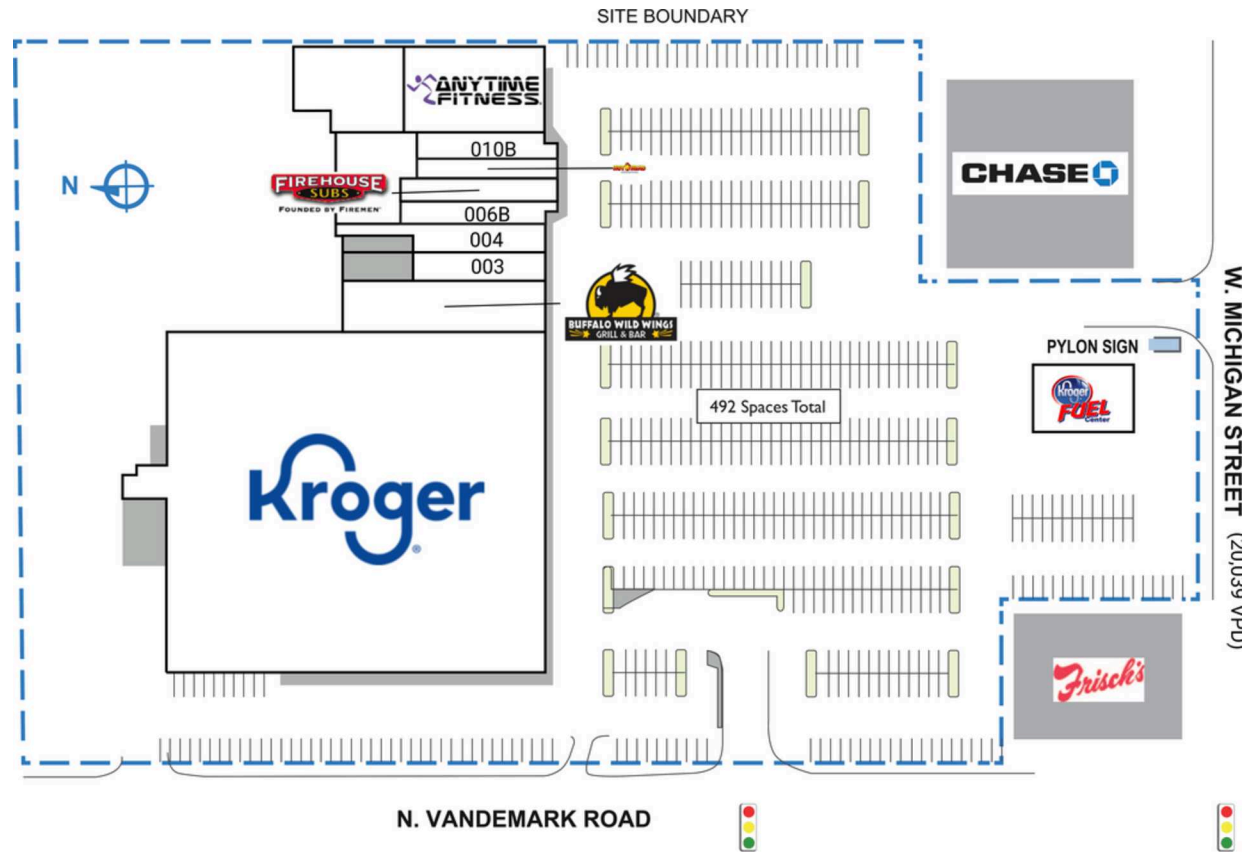 SITE BOUNDARY
ANYTIME
FITNESS
010B
FIREHOUSE
SUBS
FOUNDED BY FIREMEN
006B
004
003
N
CHASE
BUFFALO WILD WINGS
GRILL & BAR
PYLON SIGN
Kroger
FUEL
Center
492 Spaces Total
Kroger
Frisch's
W. MICHIGAN STREET (20,039 VPD)
N. VANDEMARK ROAD